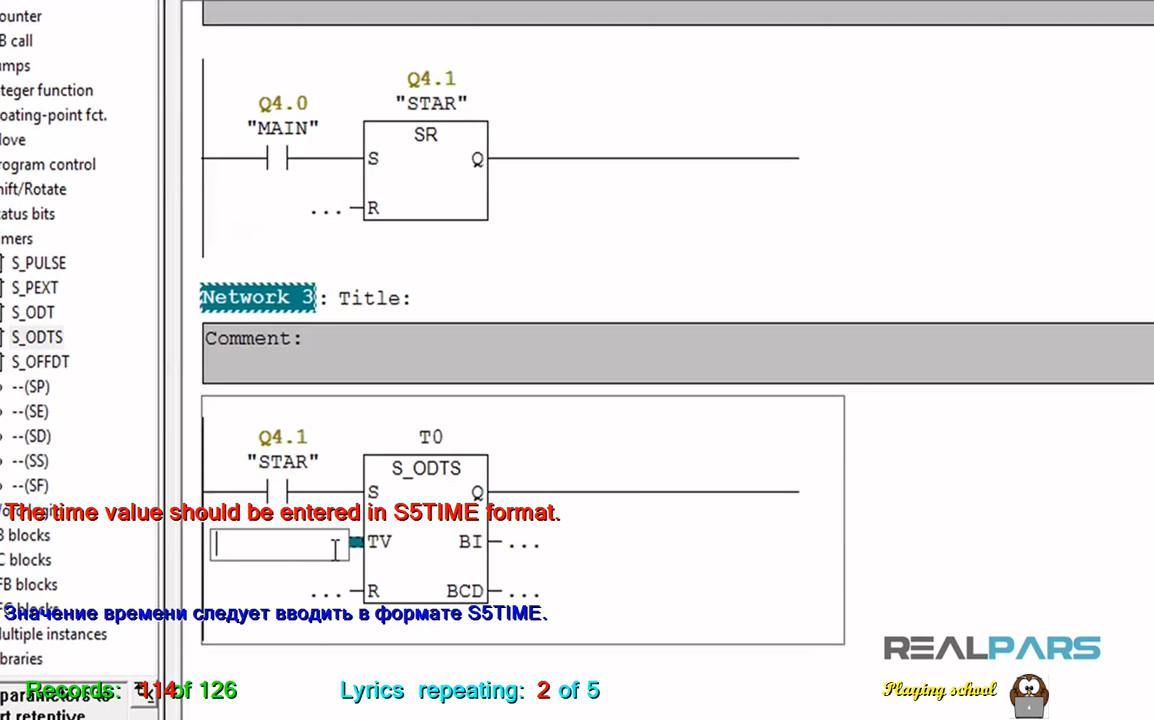 ounter
B call
umps
teger function
oating-point fct.
love
rogram control
hift/Rotate
tatus bits
mers
S_PULSE
S_PEXT
S_ODT
S_ODTS
S_OFFDT
--(SP)
--(SE)
--(SD)
--(SS)
--(SF)
B blocks
C blocks
FB blocks
ultiple instances
braries
parameters to
rt retentive
Q4.1
Q4.0
"STAR"
"MAIN"
SR
S
Q
... R
Network 3: Title:
Comment:
Q4.1
T0
"STAR"
S_ODTS
S
Q
The time value should be entered in S5TIME format.
TV
BI ...
... R
BCD ...
Значение времени следует вводить в формате S5TIME.
REALPARS
Playing school
Records: 114 of 126
Lyrics repeating: 2 of 5